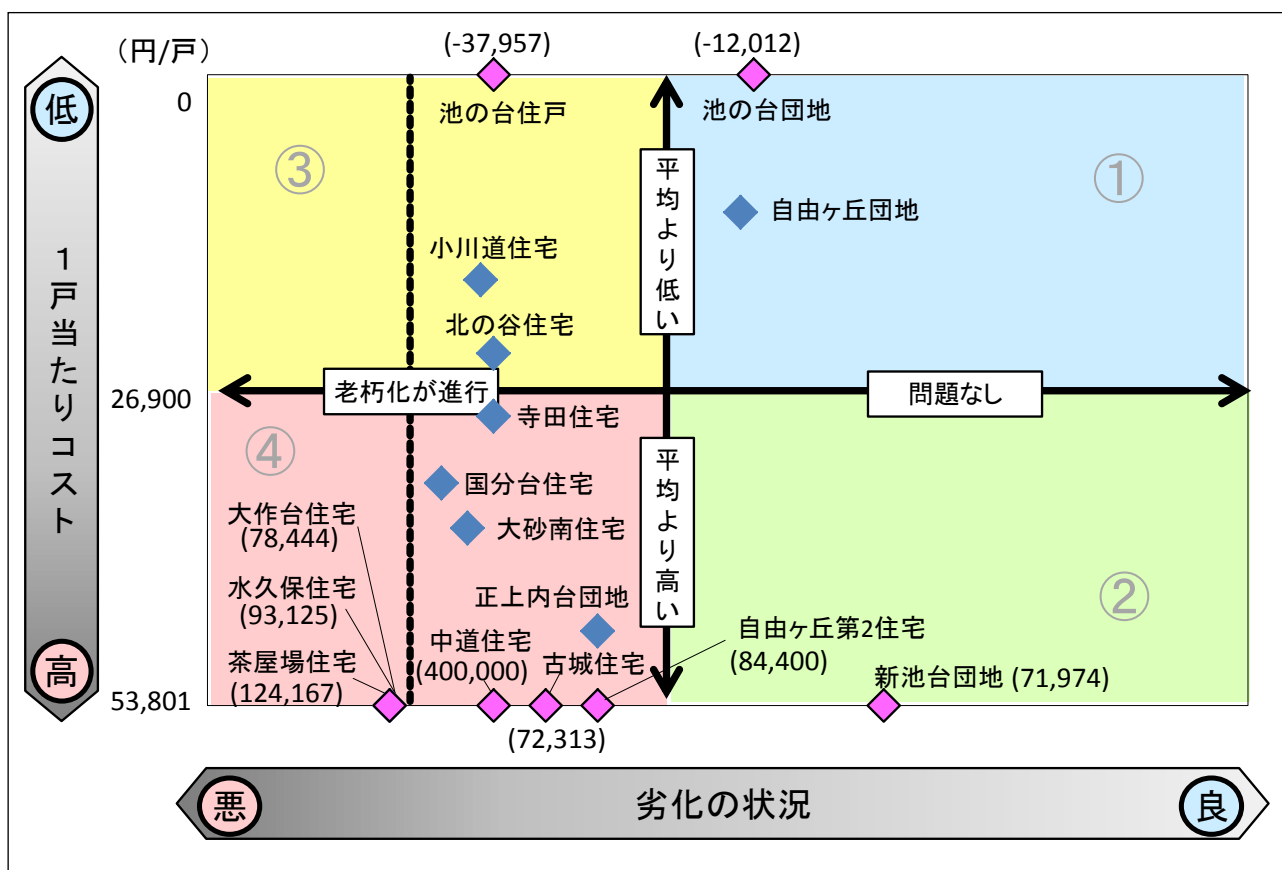 (-37,957)
(-12,012)
（円/戸）
低
0
池の台住戸
池の台団地
③
①
平均より低い
自由ヶ丘団地
小川道住宅
北の谷住宅
１戸当たりコスト
26,900
老朽化が進行
問題なし
寺田住宅
④
平均より高い
国分台住宅
大作台住宅
(78,444)
大砂南住宅
水久保住宅
(93,125)
正上内台団地
②
中道住宅
(400,000)
自由ヶ丘第2住宅
(84,400)
古城住宅
茶屋場住宅
(124,167)
新池台団地 (71,974)
高
53,801
(72,313)
悪
劣化の状況
良